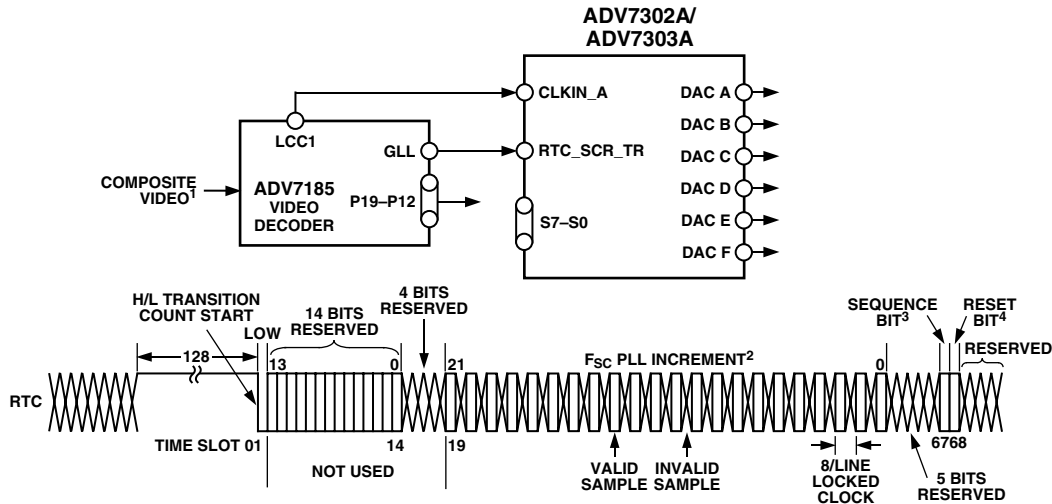 ADV7302A/
ADV7303A
CLKIN_A
DAC A
DAC B
LCC1
GLL
RTC_SCR_TR
DAC C
COMPOSITE
VIDEO1
ADV7185
VIDEO
DECODER
P19–P12
DAC D
S7–S0
DAC E
DAC F
H/L TRANSITION
COUNT START
LOW
14 BITS
RESERVED
4 BITS
RESERVED
SEQUENCE
BIT3
RESET
BIT4
RESERVED
128
13
0
21
FSC PLL INCREMENT2
0
RTC
TIME SLOT 01
14
19
6768
NOT USED
VALID
SAMPLE
INVALID
SAMPLE
8/LINE
LOCKED
CLOCK
5 BITS
RESERVED